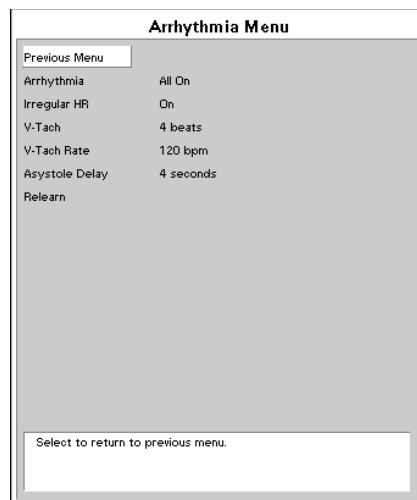 Arrhythmia Menu
Previous Menu
Arrhythmia All On
Irregular HR On
V-Tach 4 beats
V-Tach Rate 120 bpm
Asystole Delay 4 seconds
Relearn
Select to return to previous menu.